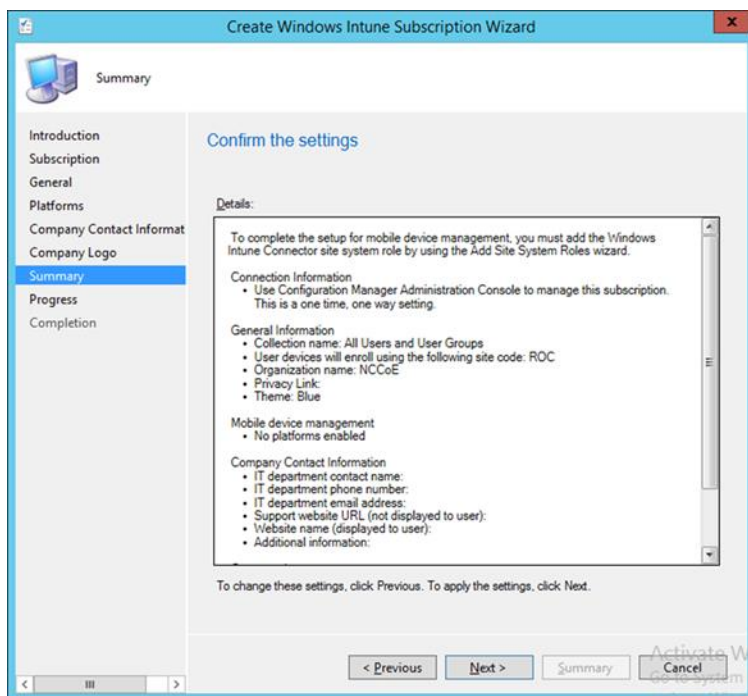 Create Windows Intune Subscription Wizard
x
Summary
Introduction
Subscription
General
Platforms
Company Contact Informat
Company Logo
Summary
Progress
Completion
Confirm the settings
Details:
To complete the setup for mobile device management, you must add the Windows
Intune Connector site system role by using the Add Site System Roles wizard.
Connection Information
• Use Configuration Manager Administration Console to manage this subscription.
This is a one time, one way setting.
General Information
• Collection name: All Users and User Groups
• User devices will enroll using the following site code: ROC
• Organization name: NCCoE
• Privacy Link:
• Theme: Blue
Mobile device management
• No platforms enabled
Company Contact Information
• IT department contact name:
• IT department phone number:
• IT department email address:
• Support website URL (not displayed to user):
• Website name (displayed to user):
• Additional information:
To change these settings, click Previous. To apply the settings, click Next.
< Previous
Next >
Summary
Cancel
Activate W
Go to System